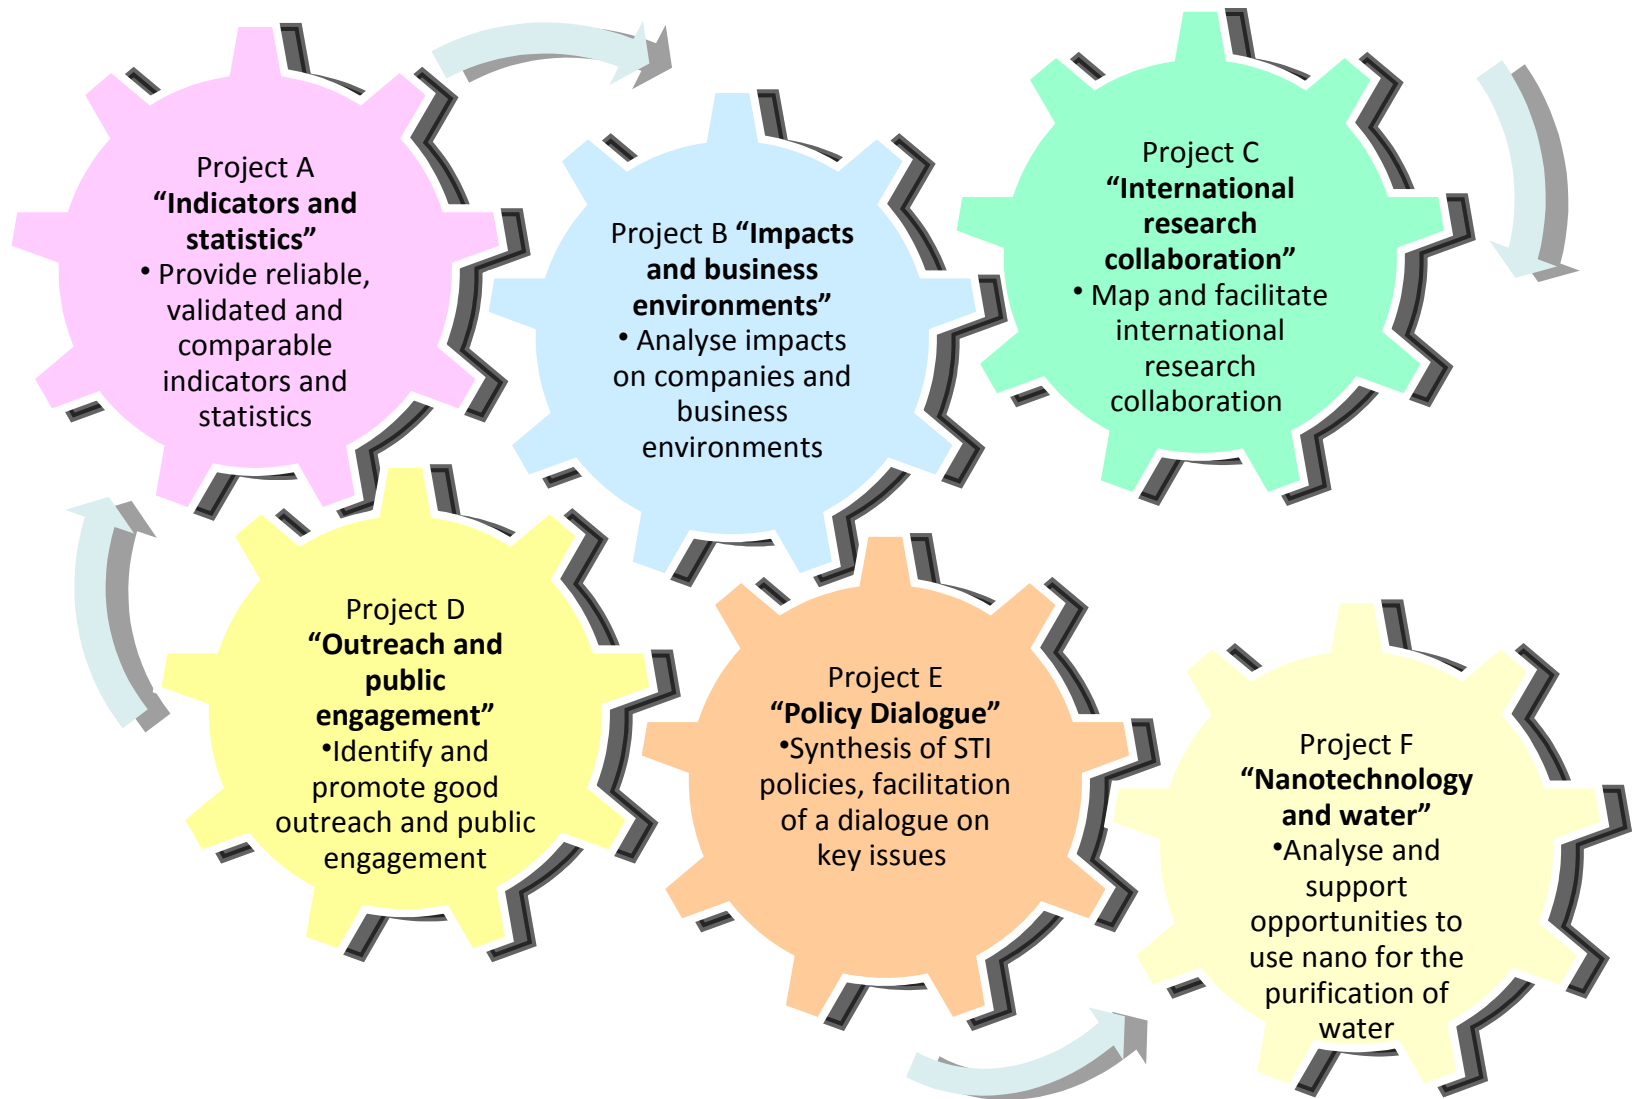 Project A
“Indicators and
statistics”
• Provide reliable,
validated and
comparable
indicators and
statistics
Project B “Impacts
and business
environments”
• Analyse impacts
on companies and
business
environments
Project C
“International
research
collaboration”
• Map and facilitate
international
research
collaboration
Project D
“Outreach and
public
engagement”
•Identify and
promote good
outreach and public
engagement
Project E
“Policy Dialogue”
•Synthesis of STI
policies, facilitation
of a dialogue on
key issues
Project F
“Nanotechnology
and water”
•Analyse and
support
opportunities to
use nano for the
purification of
water